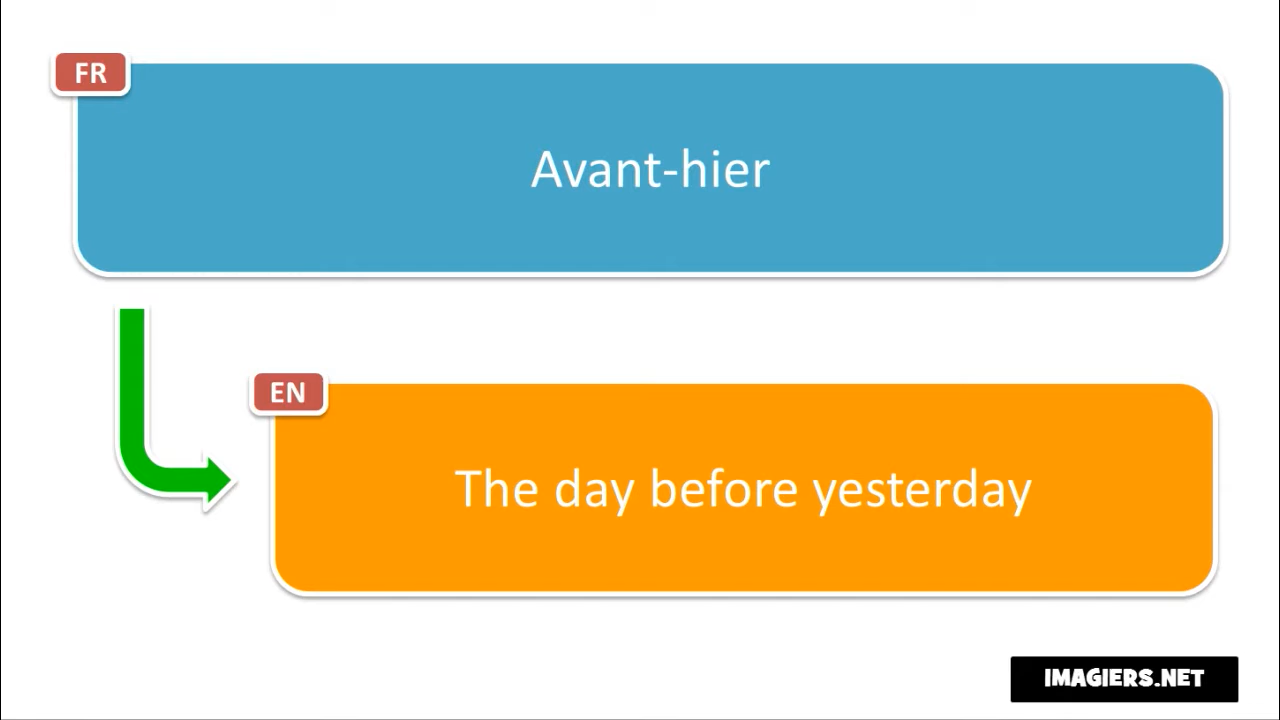 FR
Avant-hier
EN
The day before yesterday
IMAGIERS.NET